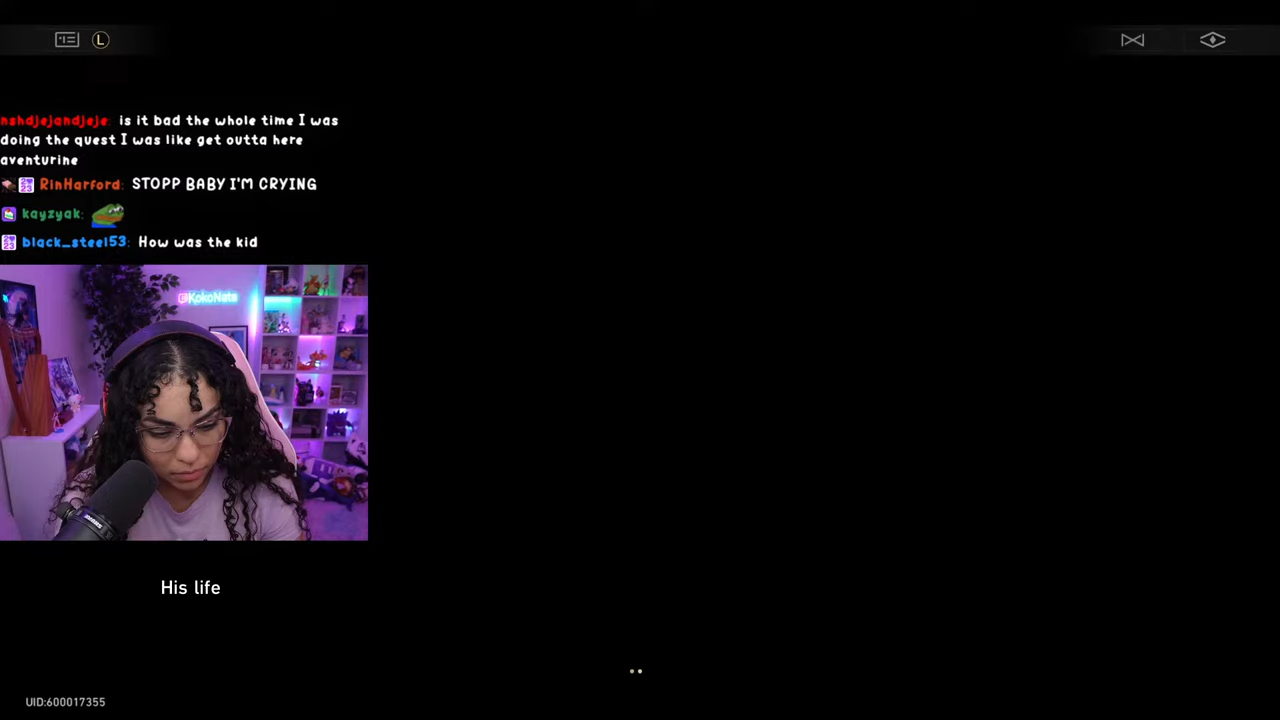 L
nshdjejandjeje: is it bad the whole time I was
doing the quest I was like get outta here
aventurine
RinHarford: STOPP BABY I'M CRYING
kayzyak:
black_steel53: How was the kid
KokoNata
His life
UID:600017355